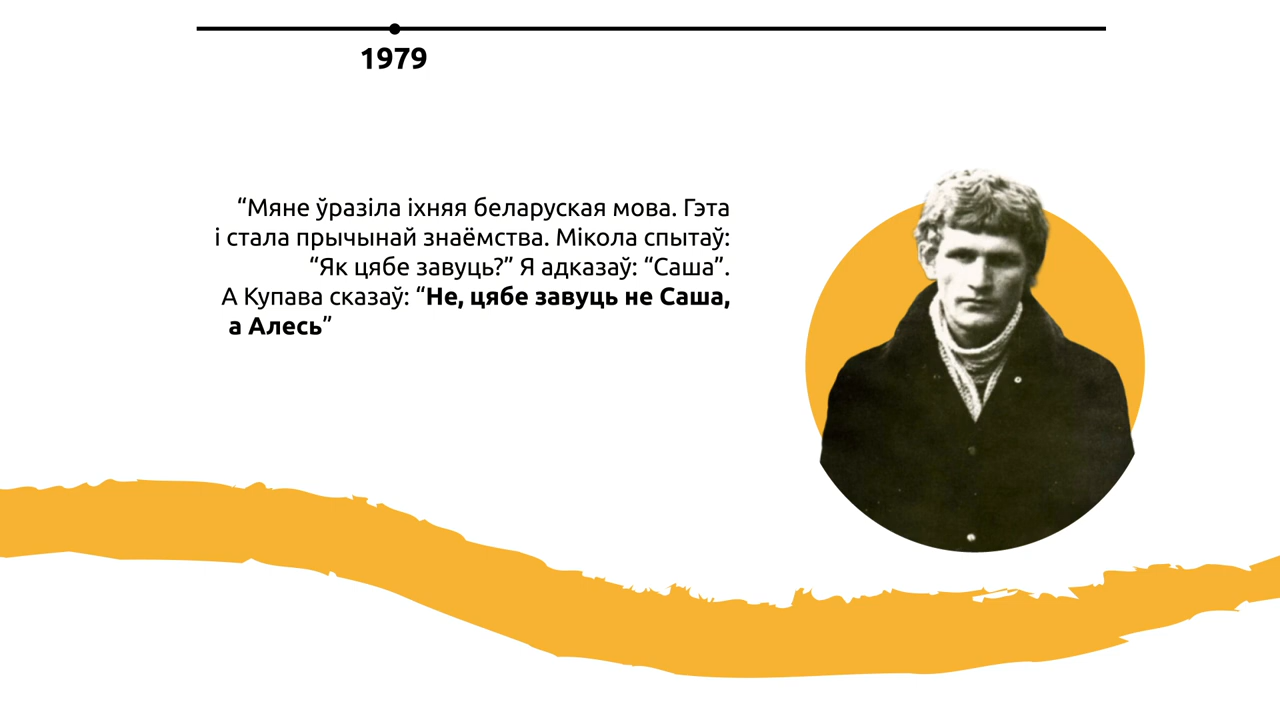 1979
“Мяне ўразіла іхняя беларуская мова. Гэта
і стала прычынай знаёмства. Мікола спытаў:
“Як цябе завуць?” Я адказаў: “Саша”.
А Купава сказаў: “Не, цябе завуць не Саша,
а Алесь”